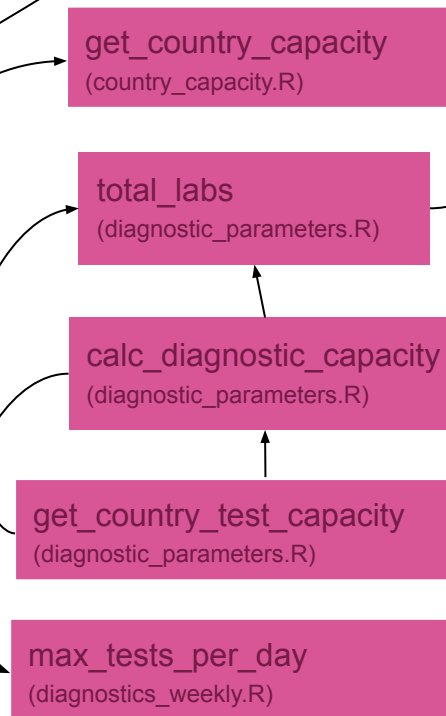 get_country_capacity
(country_capacity.R)
total_labs
(diagnostic_parameters.R)
calc_diagnostic_capacity
(diagnostic_parameters.R)
get_country_test_capacity
(diagnostic_parameters.R)
max_tests_per_day
(diagnostics_weekly.R)